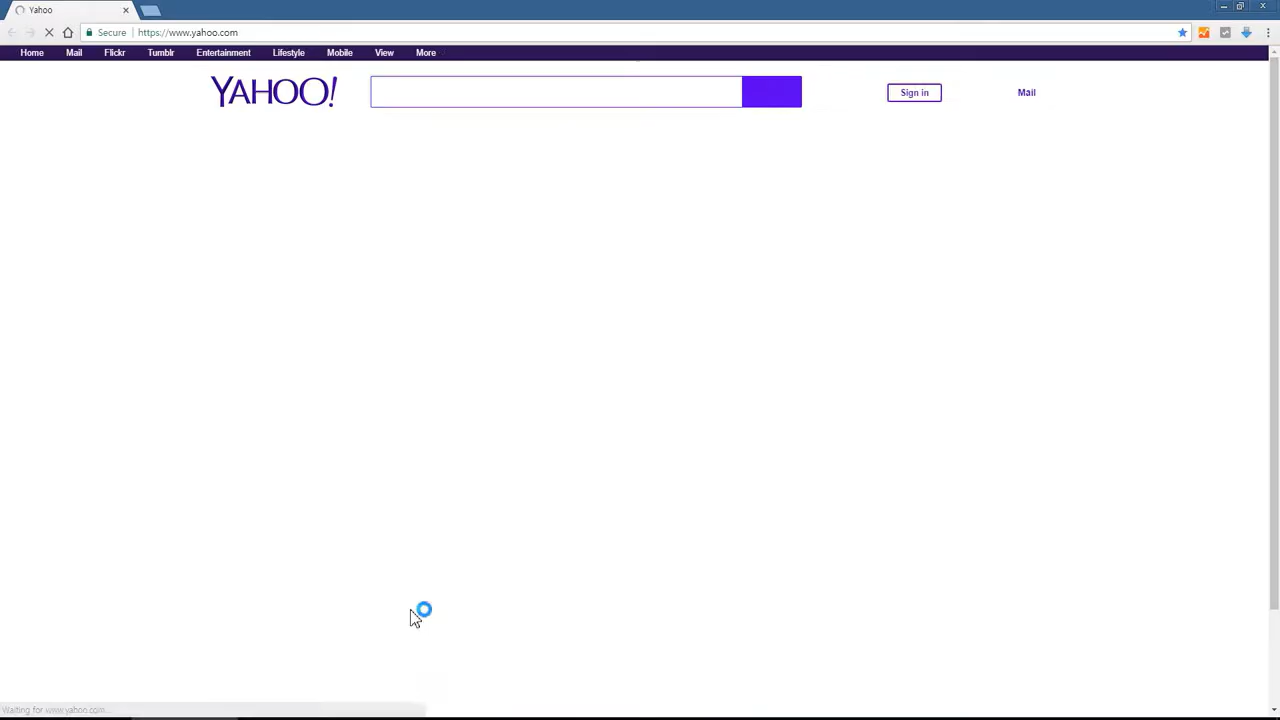 Yahoo
Secure https://www.yahoo.com
Home Mail Flickr Tumblr Entertainment Lifestyle Mobile View More
YAHOO! Sign in Mail
Waiting for www.yahoo.com...